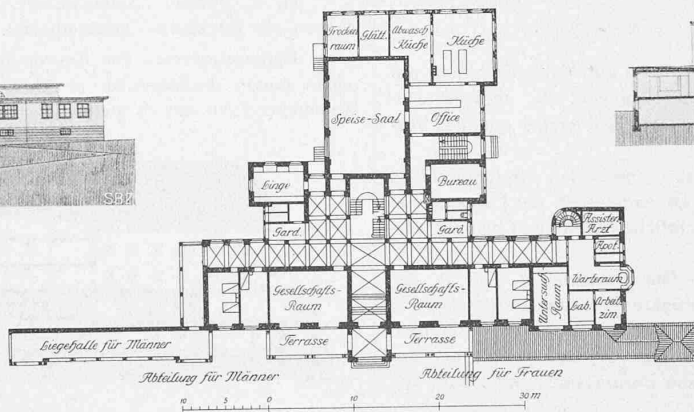 Trocken
raum
Glätt.
Abwasch
Küche
Küche
Speise-Saal
Office
SBZ
Linge
Bureau
Gard.
Gard.
Assisten
Arzt
Apot.
Gesellschafts-
Raum
Gesellschafts-
Raum
Untersuch-
Raum
Warteraum
Lab.
Arbeits
zim
Liegehalle für Männer
Terrasse
Terrasse
Abteilung für Männer
Abteilung für Frauen
10 5 0 10 20 30 m